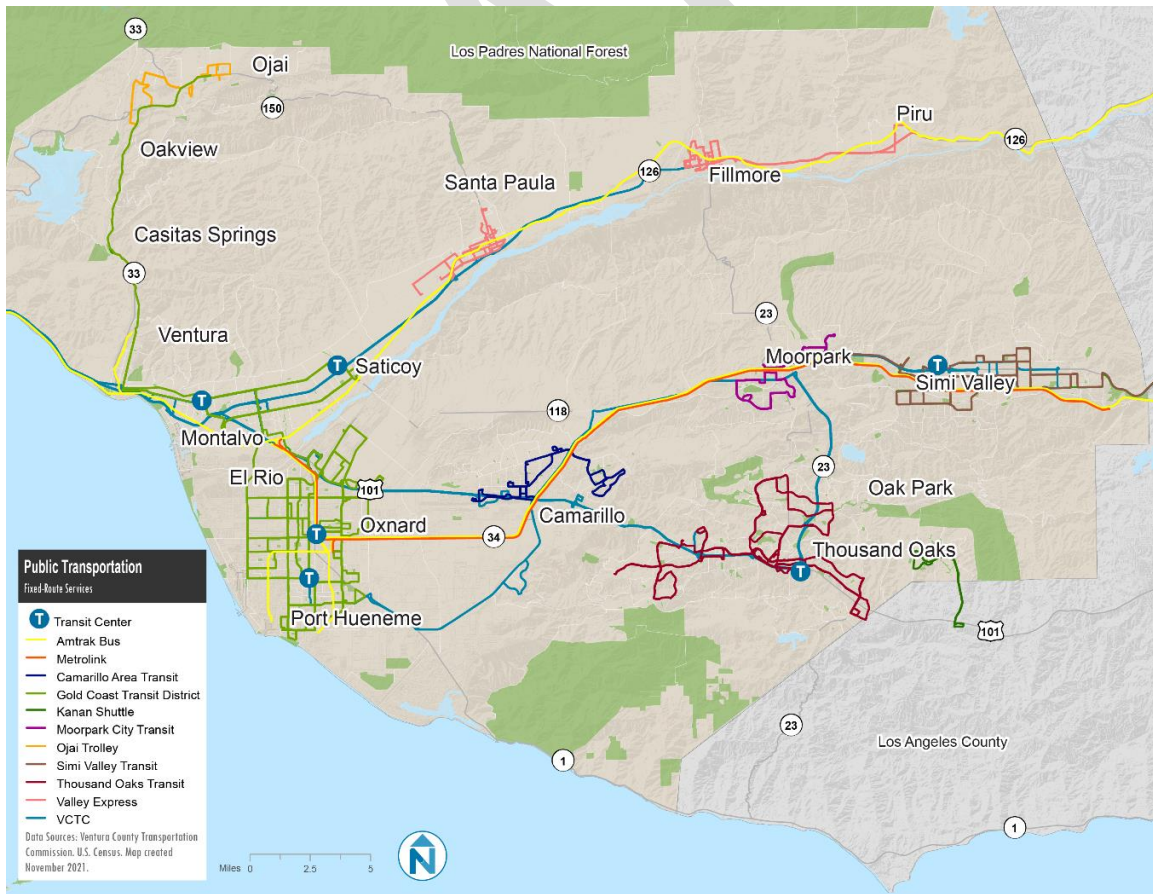 33
Los Padres National Forest
Ojai
150
Oakview
Piru
126
126
Fillmore
Santa Paula
Casitas Springs
33
23
Ventura
Moorpark
Saticoy
T
T
Simi Valley
T
118
Montalvo
El Rio
23
101
Oak Park
Oxnard
Camarillo
T
34
Thousand Oaks
T
T
Port Hueneme
101
23
Los Angeles County
1
1
Public Transportation
Fixed-Route Services
T Transit Center
Amtrak Bus
Metrolink
Camarillo Area Transit
Gold Coast Transit District
Kanan Shuttle
Moorpark City Transit
Ojai Trolley
Simi Valley Transit
Thousand Oaks Transit
Valley Express
VCTC
Data Sources: Ventura County Transportation
Commission. U.S. Census. Map created
November 2021.
Miles 0 2.5 5
N